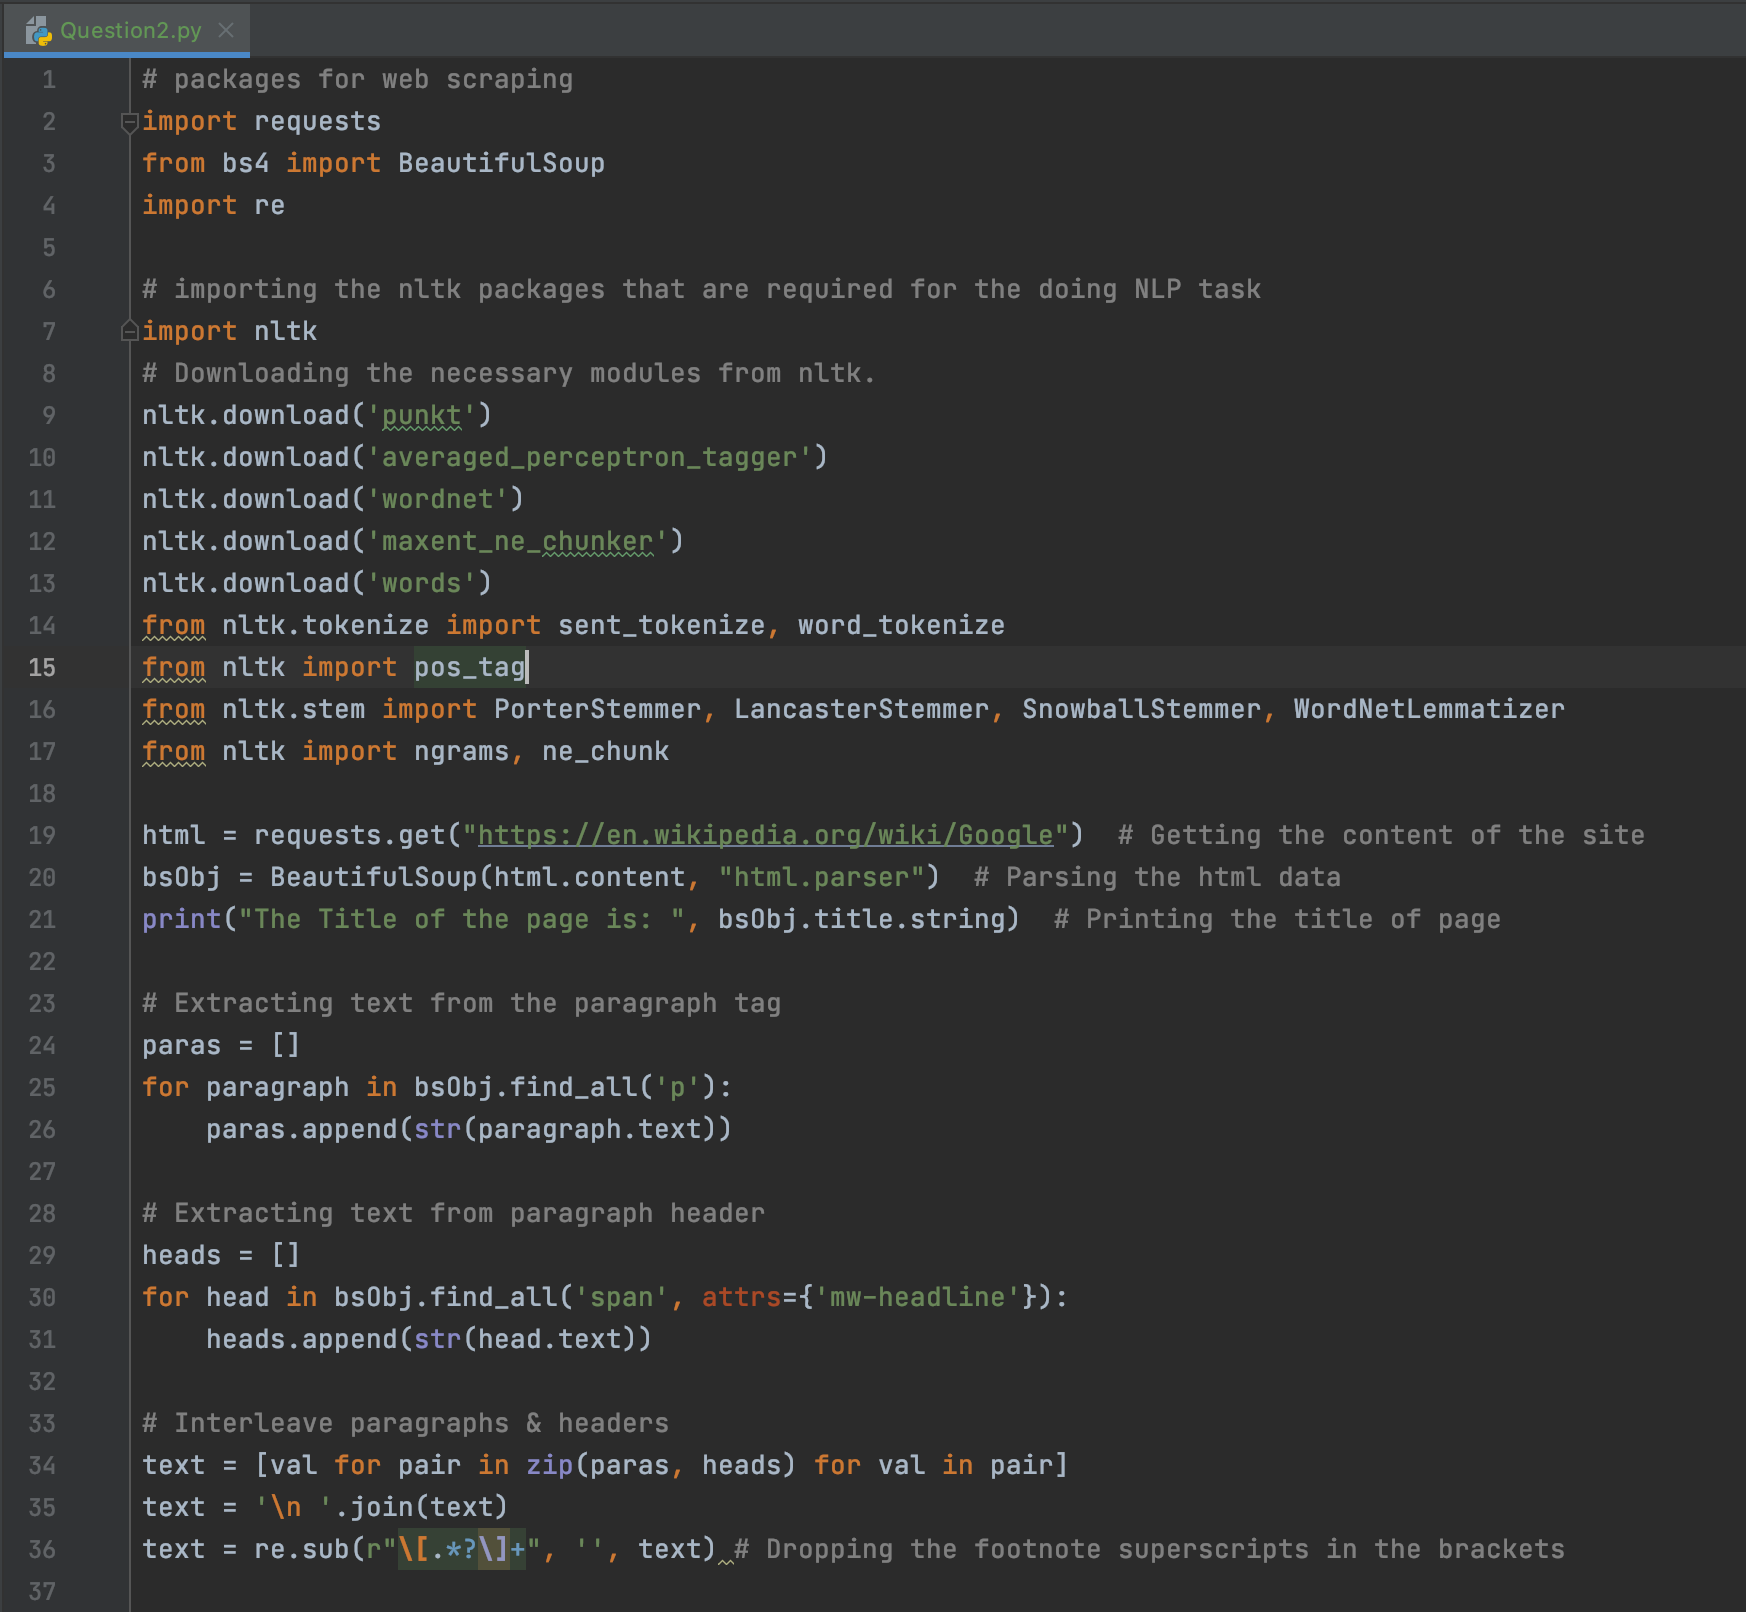 Question2.py
1 # packages for web scraping
2 import requests
3 from bs4 import BeautifulSoup
4 import re
5
6 # importing the nltk packages that are required for the doing NLP task
7 import nltk
8 # Downloading the necessary modules from nltk.
9 nltk.download('punkt')
10 nltk.download('averaged_perceptron_tagger')
11 nltk.download('wordnet')
12 nltk.download('maxent_ne_chunker')
13 nltk.download('words')
14 from nltk.tokenize import sent_tokenize, word_tokenize
15 from nltk import pos_tag
16 from nltk.stem import PorterStemmer, LancasterStemmer, SnowballStemmer, WordNetLemmatizer
17 from nltk import ngrams, ne_chunk
18
19 html = requests.get("https://en.wikipedia.org/wiki/Google")  # Getting the content of the site
20 bsObj = BeautifulSoup(html.content, "html.parser")  # Parsing the html data
21 print("The Title of the page is: ", bsObj.title.string)  # Printing the title of page
22
23 # Extracting text from the paragraph tag
24 paras = []
25 for paragraph in bsObj.find_all('p'):
26     paras.append(str(paragraph.text))
27
28 # Extracting text from paragraph header
29 heads = []
30 for head in bsObj.find_all('span', attrs={'mw-headline'}):
31     heads.append(str(head.text))
32
33 # Interleave paragraphs & headers
34 text = [val for pair in zip(paras, heads) for val in pair]
35 text = '\n '.join(text)
36 text = re.sub(r"\[.*?\]+", '', text) # Dropping the footnote superscripts in the brackets
37